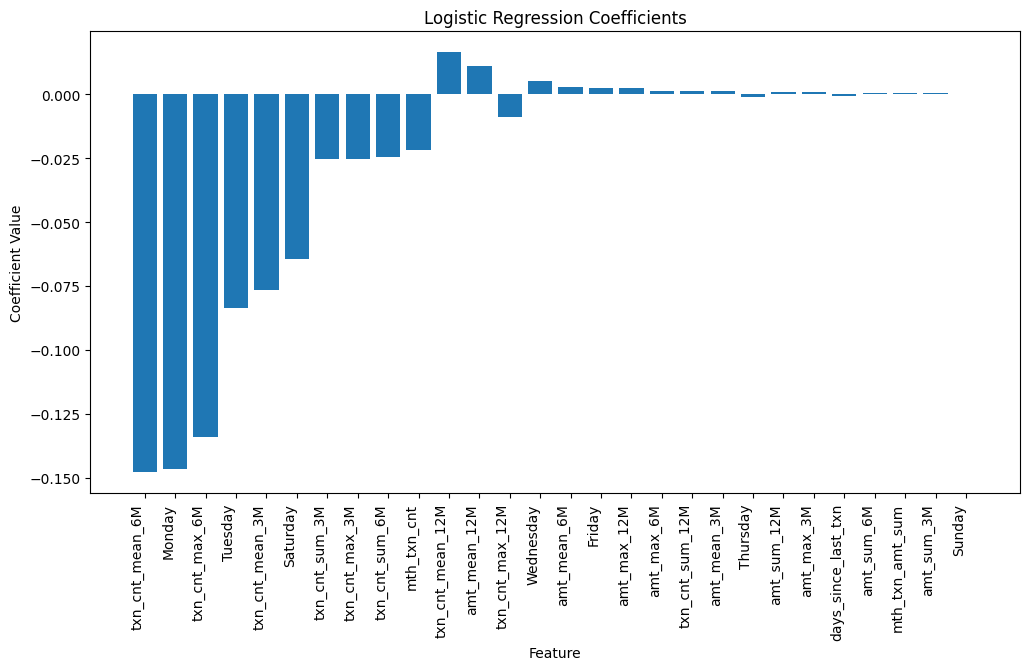 Logistic Regression Coefficients
Coefficient Value
0.000
−0.025
−0.050
−0.075
−0.100
−0.125
−0.150
txn_cnt_mean_6M
Monday
txn_cnt_max_6M
Tuesday
txn_cnt_mean_3M
Saturday
txn_cnt_sum_3M
txn_cnt_max_3M
txn_cnt_sum_6M
mth_txn_cnt
txn_cnt_mean_12M
amt_mean_12M
txn_cnt_max_12M
Wednesday
amt_mean_6M
Friday
amt_max_12M
amt_max_6M
txn_cnt_sum_12M
amt_mean_3M
Thursday
amt_sum_12M
amt_max_3M
days_since_last_txn
amt_sum_6M
mth_txn_amt_sum
amt_sum_3M
Sunday
Feature